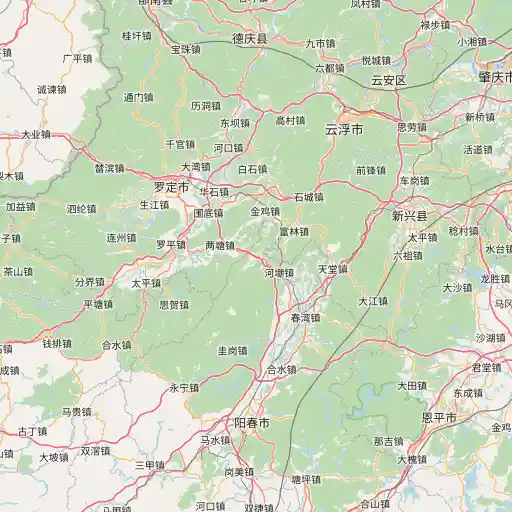 凤村镇
禄步镇
桂圩镇
德庆县
九市镇
小湘镇
宝珠镇
广平镇
悦城镇
六都镇
云安区
肇庆市
诚谏镇
通门镇
历洞镇
东坝镇
高村镇
新桥镇
大业镇
云浮市
思劳镇
千官镇
河口镇
活道镇
大湾镇
白石镇
前锋镇
车岗镇
罗定市
华石镇
石城镇
加益镇
泗纶镇
生江镇
围底镇
金鸡镇
新兴县
连州镇
罗平镇
两塘镇
富林镇
太平镇
稔村镇
水台镇
茶山镇
分界镇
太平镇
河塱镇
天堂镇
六祖镇
龙胜镇
大沙镇
平塘镇
思贺镇
大江镇
春湾镇
钱排镇
合水镇
圭岗镇
沙湖镇
合水镇
君堂镇
永宁镇
大田镇
东成镇
马贵镇
阳春市
恩平市
古丁镇
马水镇
那吉镇
大坡镇
双滘镇
三甲镇
岗美镇
大槐镇
塘坪镇
河口镇
双捷镇
合山镇